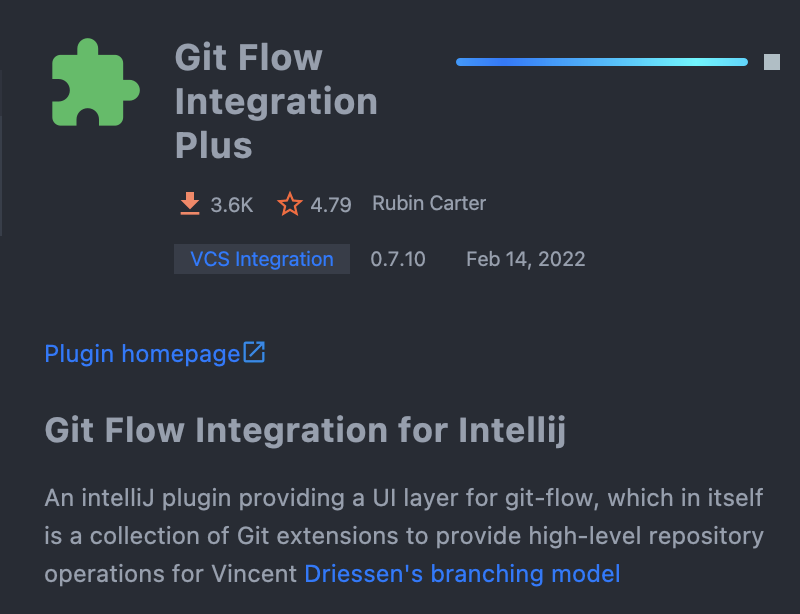 Git Flow
Integration
Plus
3.6K 4.79 Rubin Carter
VCS Integration 0.7.10 Feb 14, 2022
Plugin homepage
Git Flow Integration for Intellij
An intelliJ plugin providing a UI layer for git-flow, which in itself
is a collection of Git extensions to provide high-level repository
operations for Vincent Driessen's branching model